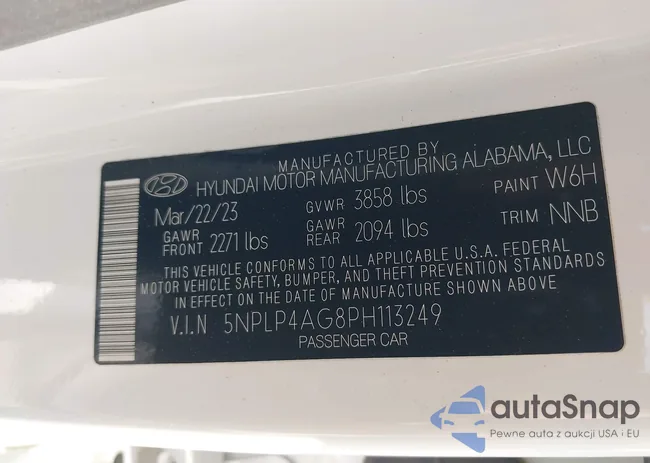 MANUFACTURED BY
HYUNDAI MOTOR MANUFACTURING ALABAMA, LLC
Mar/22/23 GVWR 3858 lbs PAINT W6H
GAWR FRONT 2271 lbs GAWR REAR 2094 lbs TRIM NNB
THIS VEHICLE CONFORMS TO ALL APPLICABLE U.S.A. FEDERAL
MOTOR VEHICLE SAFETY, BUMPER, AND THEFT PREVENTION STANDARDS
IN EFFECT ON THE DATE OF MANUFACTURE SHOWN ABOVE.
V.I.N 5NPLP4AG8PH113249
PASSENGER CAR
autaSnap
Pewne auta z aukcji USA i EU